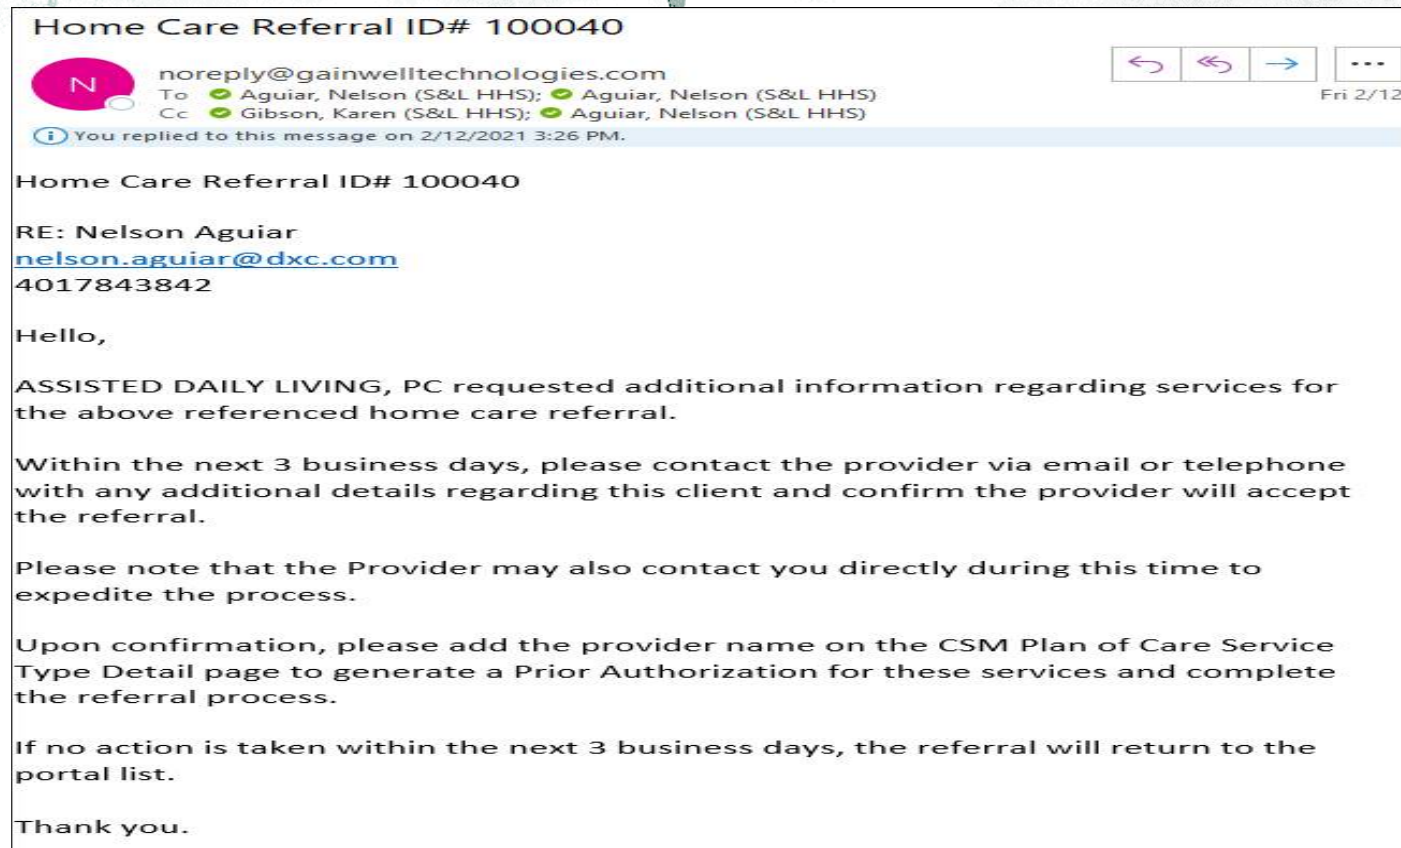 Home Care Referral ID# 100040
N
noreply@gainwelltechnologies.com
To Aguiar, Nelson (S&L HHS); Aguiar, Nelson (S&L HHS)
Fri 2/12
Cc Gibson, Karen (S&L HHS); Aguiar, Nelson (S&L HHS)
You replied to this message on 2/12/2021 3:26 PM.
Home Care Referral ID# 100040
RE: Nelson Aguiar
nelson.aguiar@dxc.com
4017843842
Hello,
ASSISTED DAILY LIVING, PC requested additional information regarding services for
the above referenced home care referral.
Within the next 3 business days, please contact the provider via email or telephone
with any additional details regarding this client and confirm the provider will accept
the referral.
Please note that the Provider may also contact you directly during this time to
expedite the process.
Upon confirmation, please add the provider name on the CSM Plan of Care Service
Type Detail page to generate a Prior Authorization for these services and complete
the referral process.
If no action is taken within the next 3 business days, the referral will return to the
portal list.
Thank you.